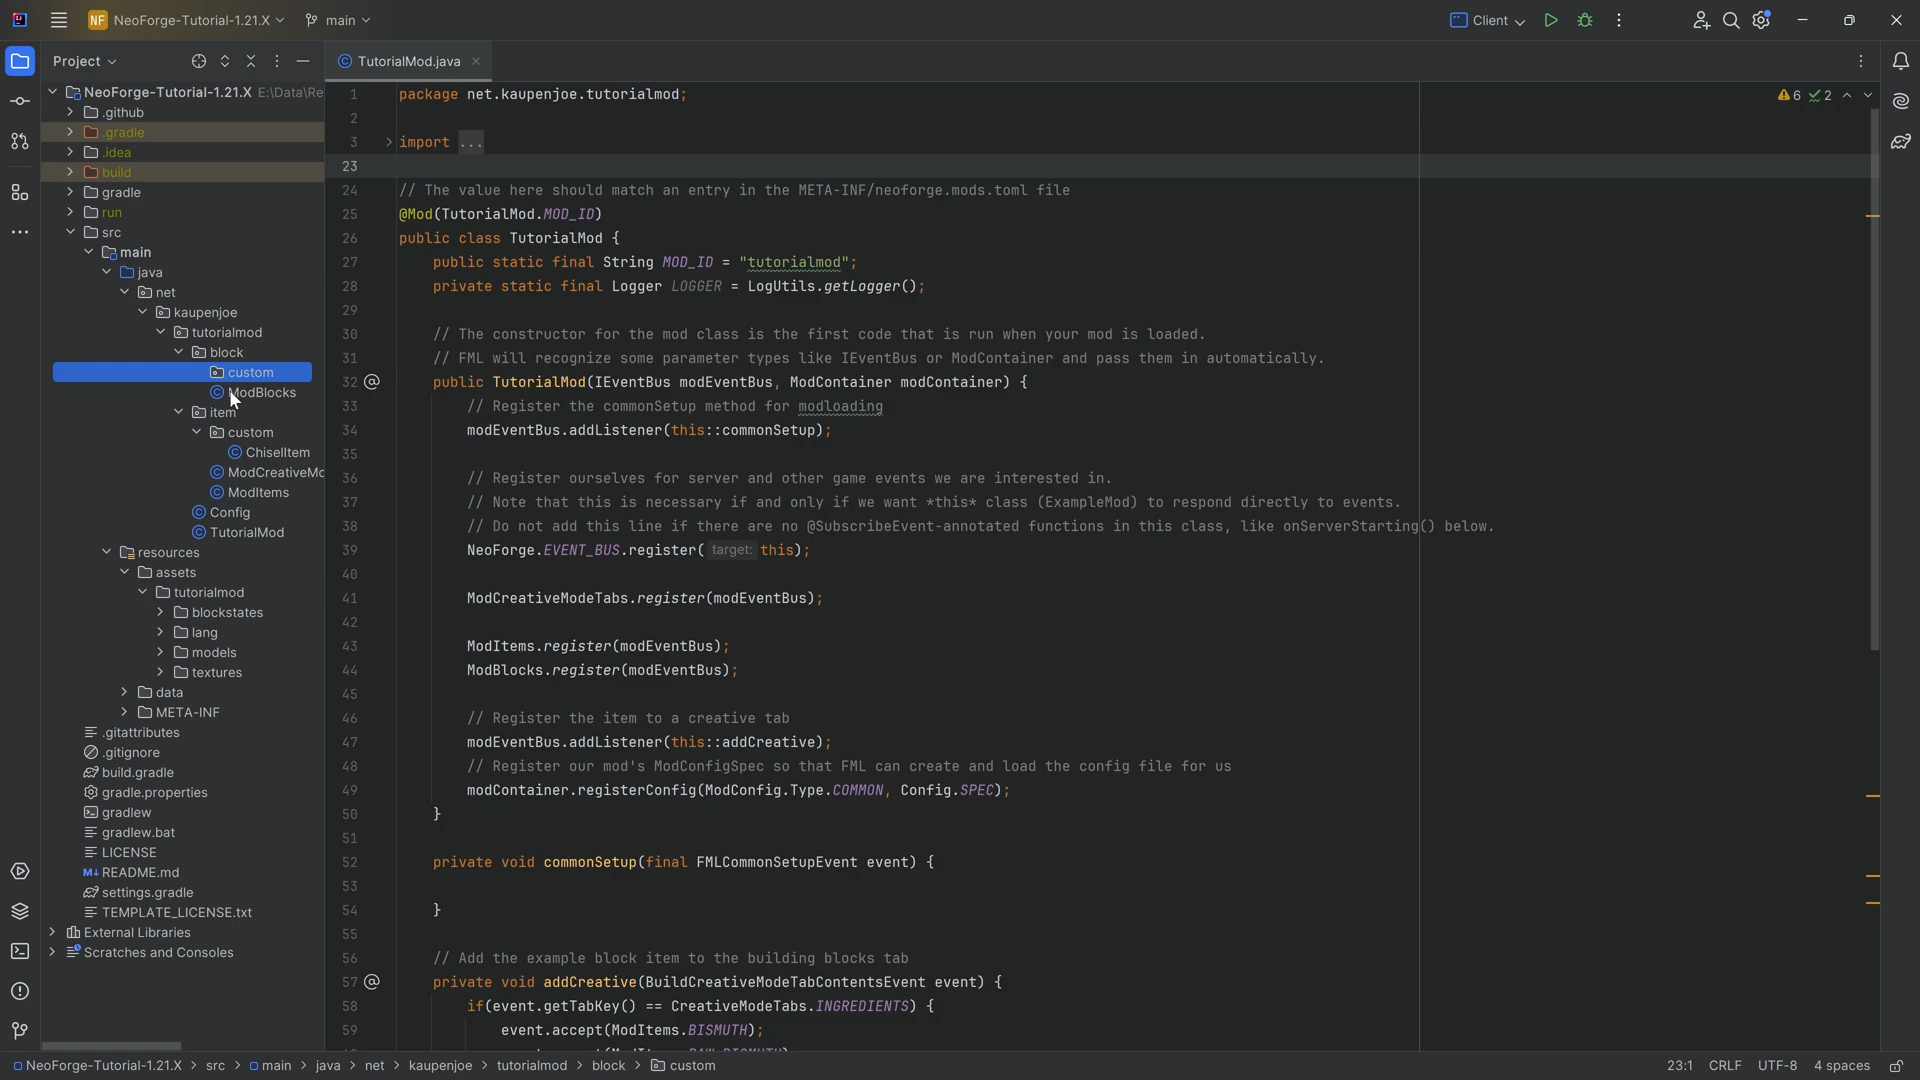 NF NeoForge-Tutorial-1.21.X main Client
Project
TutorialMod.java
NeoForge-Tutorial-1.21.X E:\Data\Re
.github
.gradle
.idea
build
gradle
run
src
main
java
net
kaupenjoe
tutorialmod
block
custom
ModBlocks
item
custom
ChiselItem
ModCreativeMo
ModItems
Config
TutorialMod
resources
assets
tutorialmod
blockstates
lang
models
textures
data
META-INF
.gitattributes
.gitignore
build.gradle
gradle.properties
gradlew
gradlew.bat
LICENSE
M↓ README.md
settings.gradle
TEMPLATE_LICENSE.txt
External Libraries
Scratches and Consoles
6 2
1 package net.kaupenjoe.tutorialmod;
2
3 import ...
23
24 // The value here should match an entry in the META-INF/neoforge.mods.toml file
25 @Mod(TutorialMod.MOD_ID)
26 public class TutorialMod {
27 public static final String MOD_ID = "tutorialmod";
28 private static final Logger LOGGER = LogUtils.getLogger();
29
30 // The constructor for the mod class is the first code that is run when your mod is loaded.
31 // FML will recognize some parameter types like IEventBus or ModContainer and pass them in automatically.
32 @ public TutorialMod(IEventBus modEventBus, ModContainer modContainer) {
33 // Register the commonSetup method for modloading
34 modEventBus.addListener(this::commonSetup);
35
36 // Register ourselves for server and other game events we are interested in.
37 // Note that this is necessary if and only if we want *this* class (ExampleMod) to respond directly to events.
38 // Do not add this line if there are no @SubscribeEvent-annotated functions in this class, like onServerStarting() below.
39 NeoForge.EVENT_BUS.register( target: this);
40
41 ModCreativeModeTabs.register(modEventBus);
42
43 ModItems.register(modEventBus);
44 ModBlocks.register(modEventBus);
45
46 // Register the item to a creative tab
47 modEventBus.addListener(this::addCreative);
48 // Register our mod's ModConfigSpec so that FML can create and load the config file for us
49 modContainer.registerConfig(ModConfig.Type.COMMON, Config.SPEC);
50 }
51
52 private void commonSetup(final FMLCommonSetupEvent event) {
53
54 }
55
56 // Add the example block item to the building blocks tab
57 @ private void addCreative(BuildCreativeModeTabContentsEvent event) {
58 if(event.getTabKey() == CreativeModeTabs.INGREDIENTS) {
59 event.accept(ModItems.BISMUTH);
NeoForge-Tutorial-1.21.X > src > main > java > net > kaupenjoe > tutorialmod > block > custom 23:1 CRLF UTF-8 4 spaces